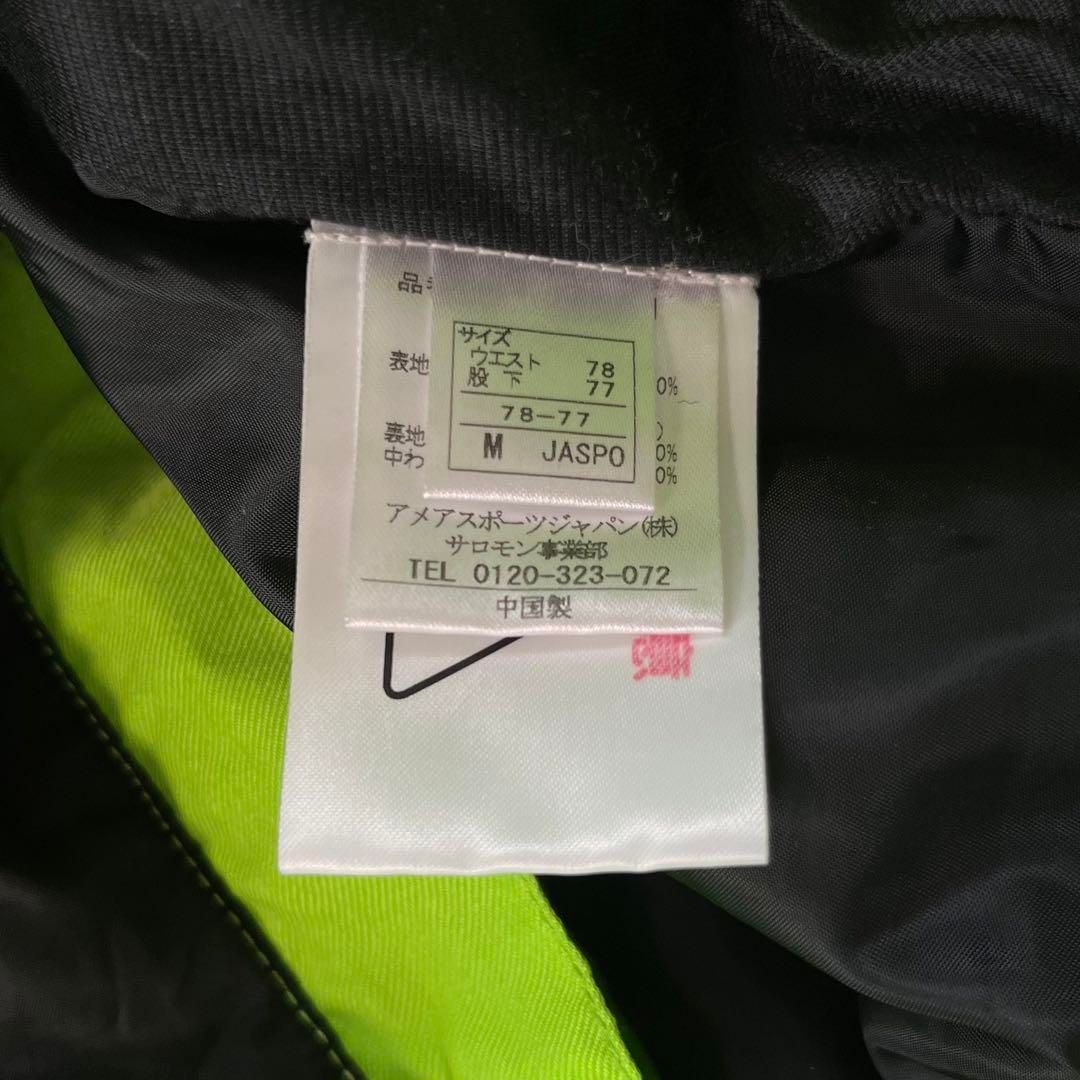 品
サイズ
ウエスト 78
股下 77
78-77
M JASPO
表地
0%
裏地
)
中わ
0%
0%
アメアスポーツジャパン(株)
サロモン事業部
TEL 0120-323-072
中国製